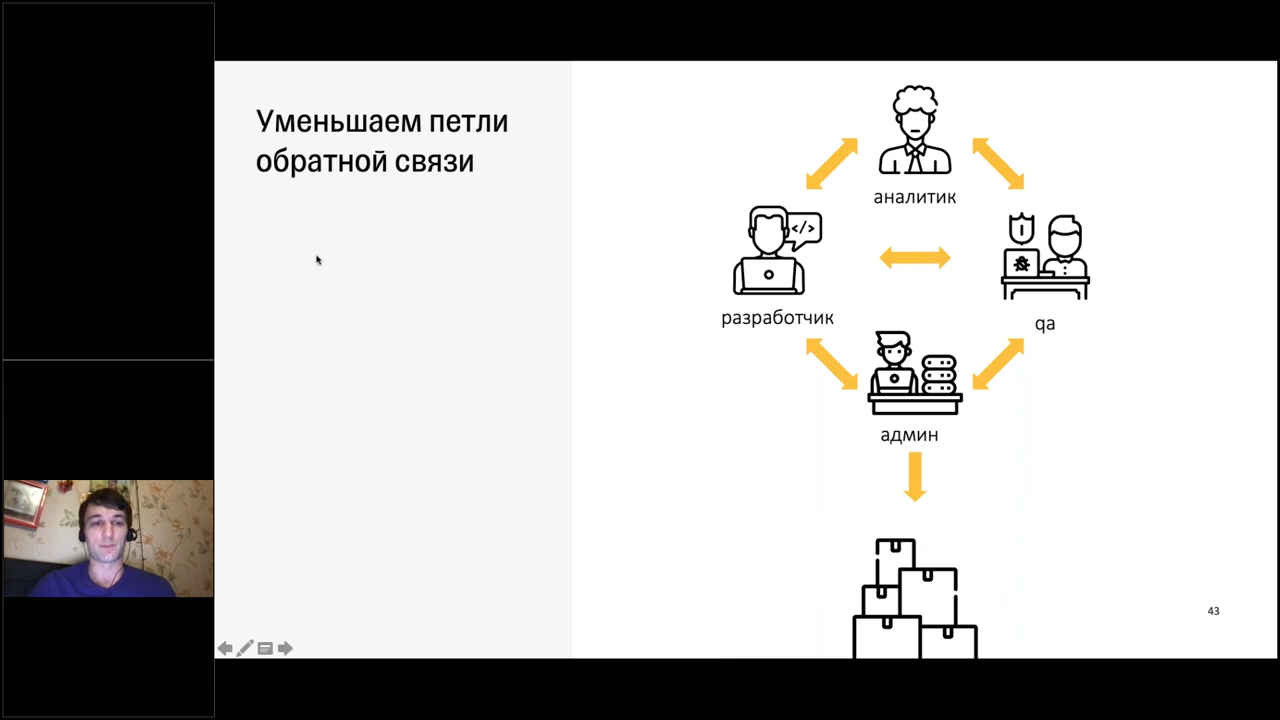 Уменьшаем петли
обратной связи
аналитик
</>
разработчик
qa
админ
43